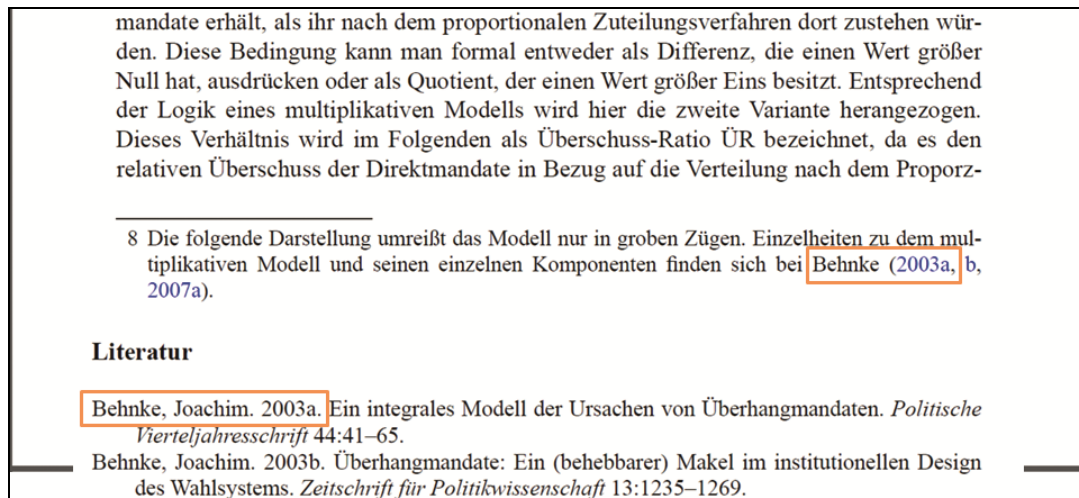 mandate erhält, als ihr nach dem proportionalen Zuteilungsverfahren dort zustehen wür-
den. Diese Bedingung kann man formal entweder als Differenz, die einen Wert größer
Null hat, ausdrücken oder als Quotient, der einen Wert größer Eins besitzt. Entsprechend
der Logik eines multiplikativen Modells wird hier die zweite Variante herangezogen.
Dieses Verhältnis wird im Folgenden als Überschuss-Ratio ÜR bezeichnet, da es den
relativen Überschuss der Direktmandate in Bezug auf die Verteilung nach dem Proporz-
8 Die folgende Darstellung umreißt das Modell nur in groben Zügen. Einzelheiten zu dem mul-
tiplikativen Modell und seinen einzelnen Komponenten finden sich bei Behnke (2003a, b,
2007a).
Literatur
Behnke, Joachim. 2003a. Ein integrales Modell der Ursachen von Überhangmandaten. Politische
Vierteljahresschrift 44:41–65.
Behnke, Joachim. 2003b. Überhangmandate: Ein (behebbarer) Makel im institutionellen Design
des Wahlsystems. Zeitschrift für Politikwissenschaft 13:1235–1269.